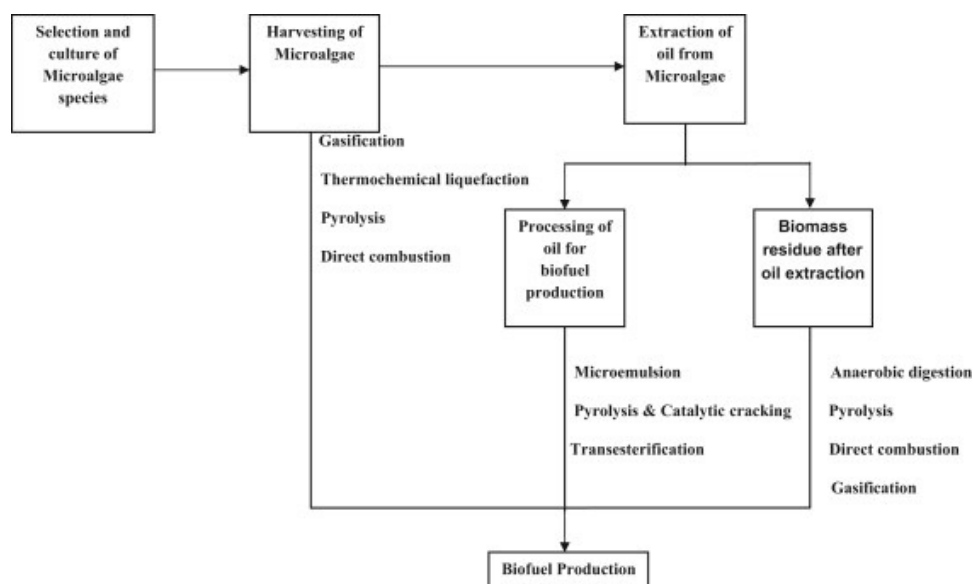 Selection and
culture of
Microalgae
species
Harvesting of
Microalgae
Extraction of
oil from
Microalgae
Gasification
Thermochemical liquefaction
Pyrolysis
Direct combustion
Processing of
oil for
biofuel
production
Biomass
residue after
oil extraction
Microemulsion
Pyrolysis & Catalytic cracking
Transesterification
Anaerobic digestion
Pyrolysis
Direct combustion
Gasification
Biofuel Production